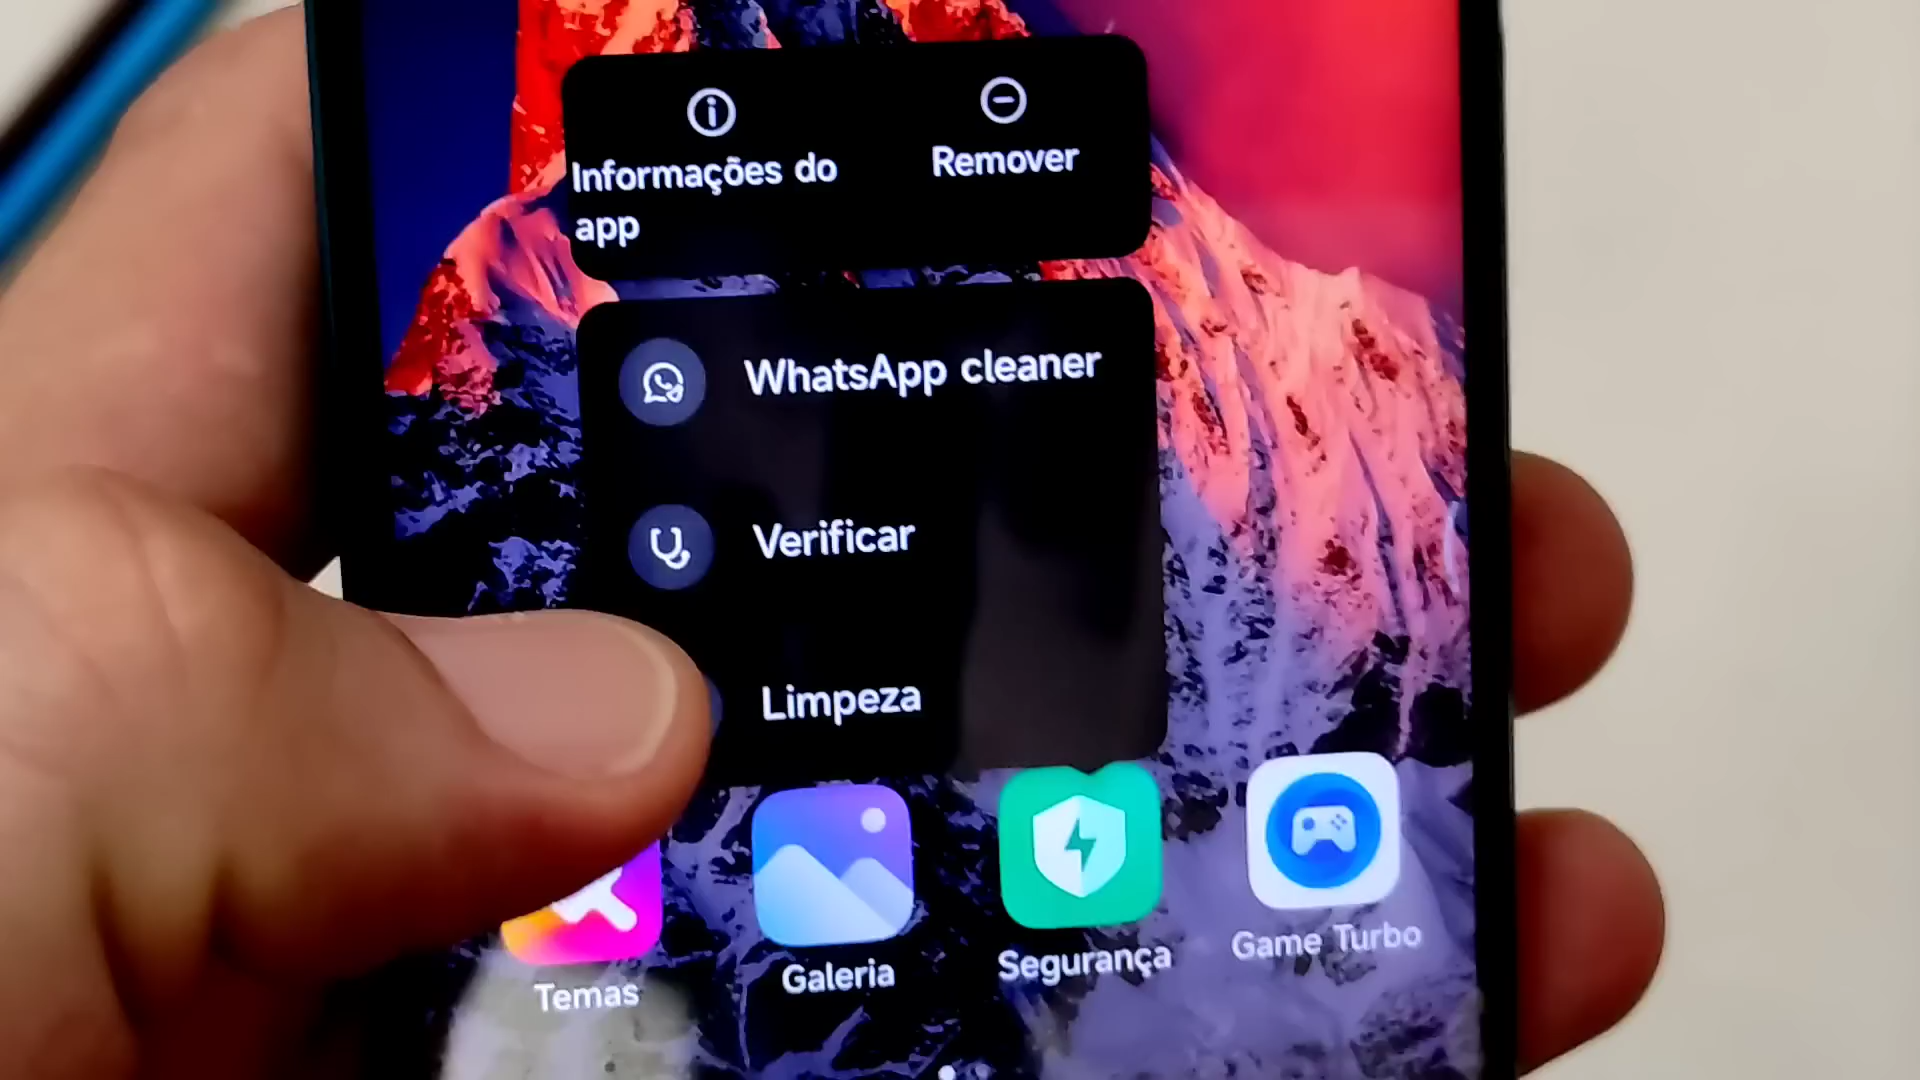 Informações do
app
Remover
WhatsApp cleaner
Verificar
Limpeza
Temas
Galeria
Segurança
Game Turbo